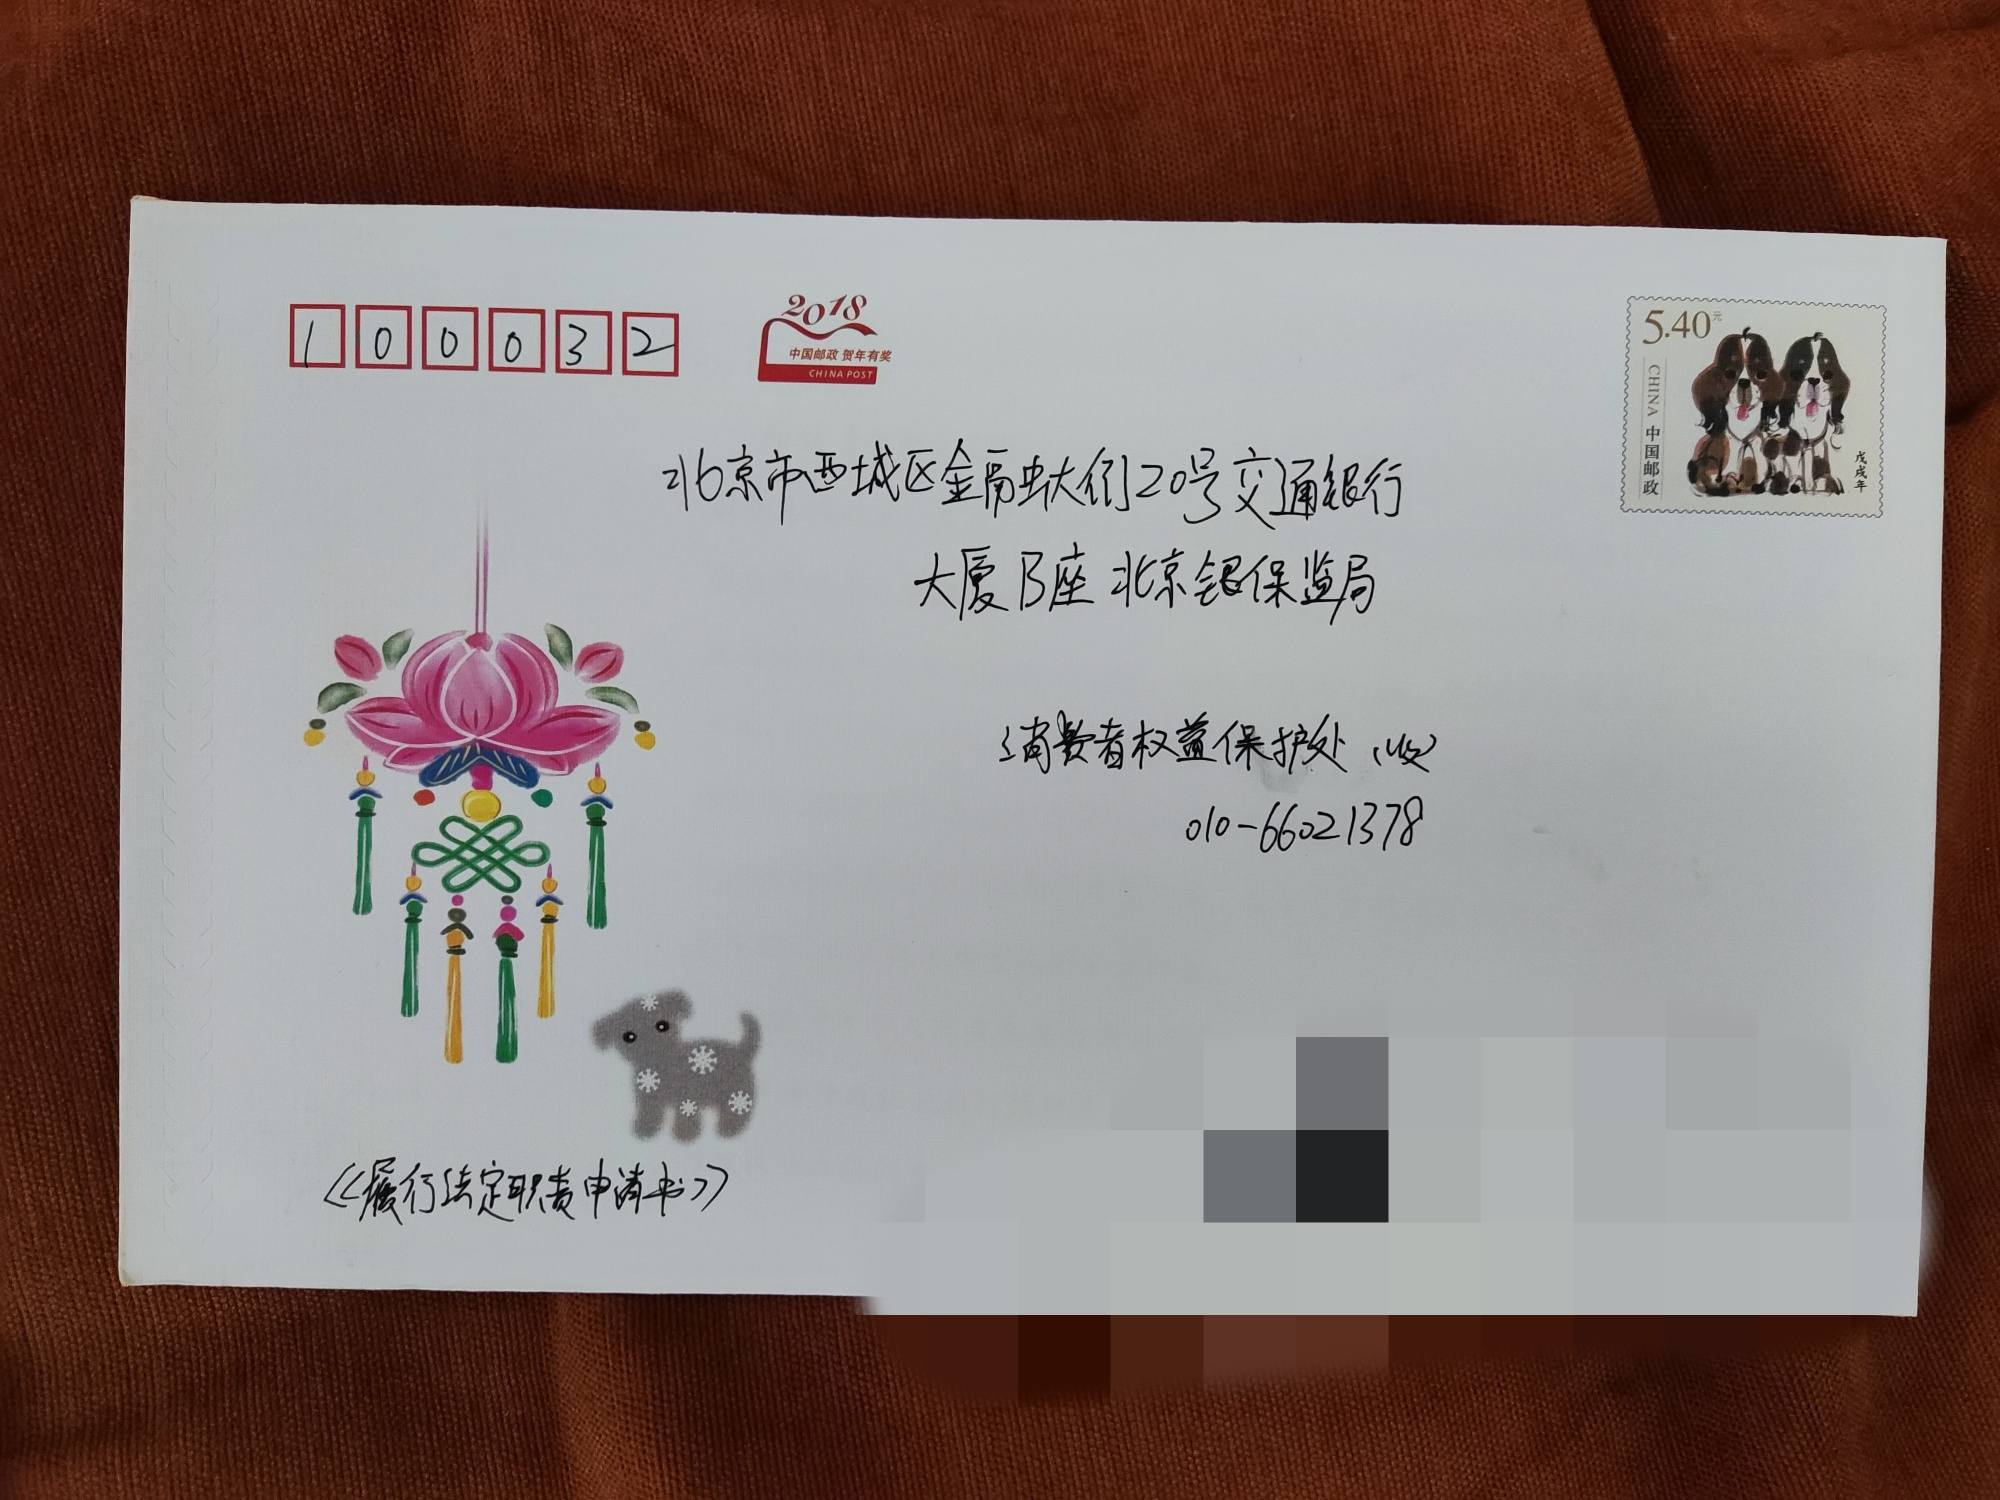 100032
2018
中国邮政 贺年有奖
CHINA POST
5.40元
CHINA 中国邮政
戊戌年
北京市西城区金融大街20号交通银行
大厦B座 北京银保监局
消费者权益保护处（收）
010-66021378
《履行法定职责申请书》